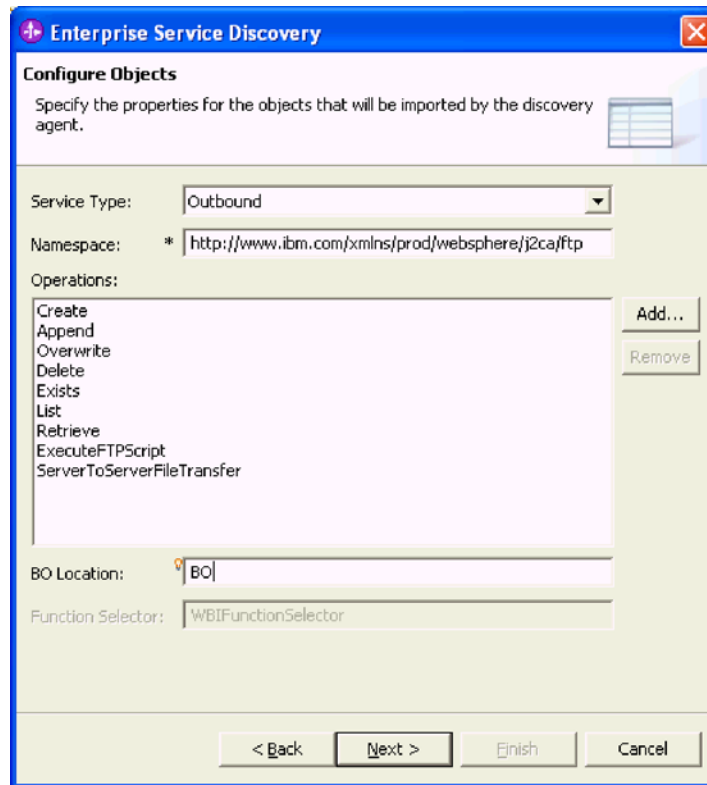 Enterprise Service Discovery
Configure Objects
Specify the properties for the objects that will be imported by the discovery
agent.
Service Type: Outbound
Namespace: * http://www.ibm.com/xmlns/prod/websphere/j2ca/ftp
Operations:
Create
Append
Overwrite
Delete
Exists
List
Retrieve
ExecuteFTPScript
ServerToServerFileTransfer
Add...
Remove
BO Location: BO
Function Selector: WBIFunctionSelector
< Back Next > Finish Cancel